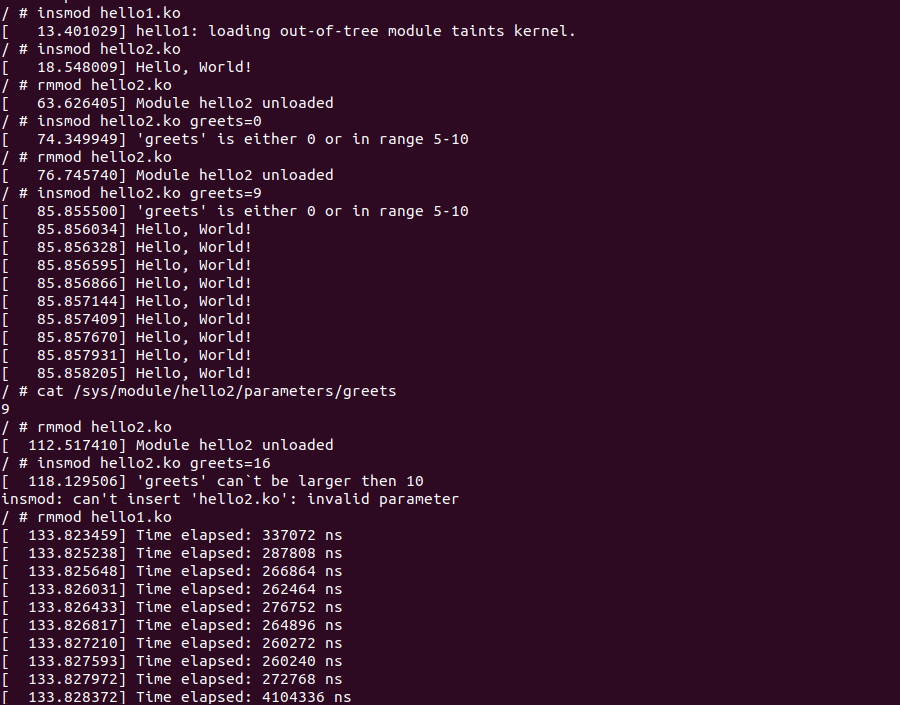 / # insmod hello1.ko
[   13.401029] hello1: loading out-of-tree module taints kernel.
/ # insmod hello2.ko
[   18.548009] Hello, World!
/ # rmmod hello2.ko
[   63.626405] Module hello2 unloaded
/ # insmod hello2.ko greets=0
[   74.349949] 'greets' is either 0 or in range 5-10
/ # rmmod hello2.ko
[   76.745740] Module hello2 unloaded
/ # insmod hello2.ko greets=9
[   85.855500] 'greets' is either 0 or in range 5-10
[   85.856034] Hello, World!
[   85.856328] Hello, World!
[   85.856595] Hello, World!
[   85.856866] Hello, World!
[   85.857144] Hello, World!
[   85.857409] Hello, World!
[   85.857670] Hello, World!
[   85.857931] Hello, World!
[   85.858205] Hello, World!
/ # cat /sys/module/hello2/parameters/greets
9
/ # rmmod hello2.ko
[  112.517410] Module hello2 unloaded
/ # insmod hello2.ko greets=16
[  118.129506] 'greets' can`t be larger then 10
insmod: can't insert 'hello2.ko': invalid parameter
/ # rmmod hello1.ko
[  133.823459] Time elapsed: 337072 ns
[  133.825238] Time elapsed: 287808 ns
[  133.825648] Time elapsed: 266864 ns
[  133.826031] Time elapsed: 262464 ns
[  133.826433] Time elapsed: 276752 ns
[  133.826817] Time elapsed: 264896 ns
[  133.827210] Time elapsed: 260272 ns
[  133.827593] Time elapsed: 260240 ns
[  133.827972] Time elapsed: 272768 ns
[  133.828372] Time elapsed: 4104336 ns